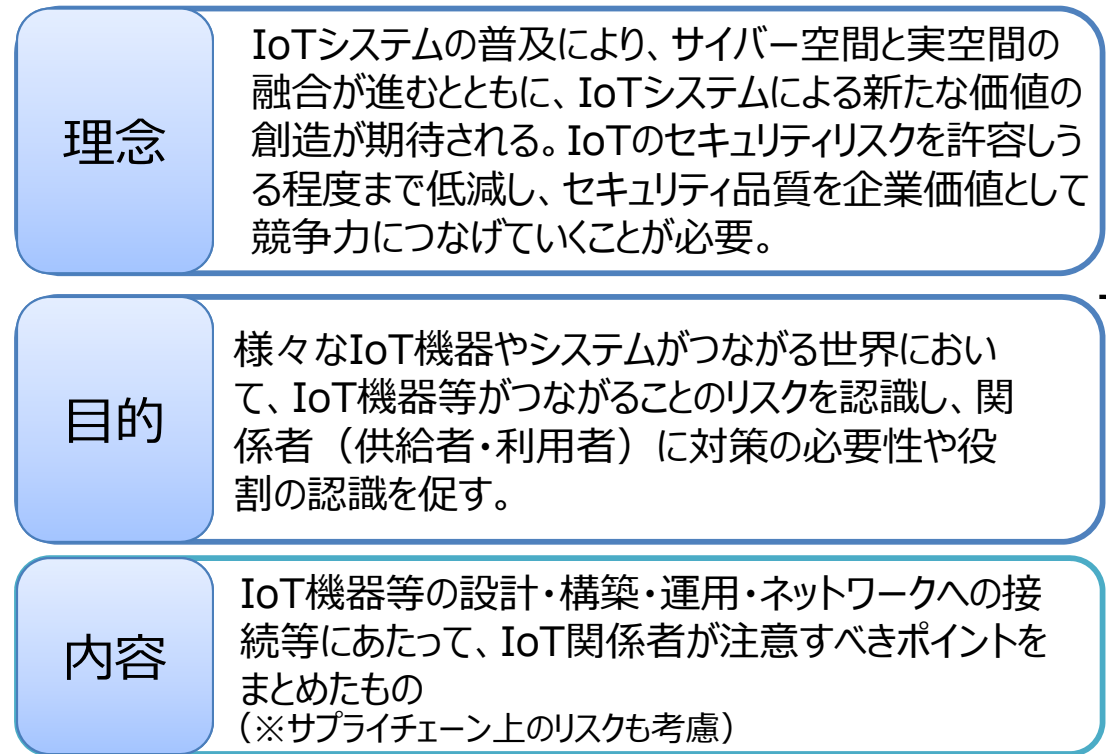 理念
IoTシステムの普及により、サイバー空間と実空間の
融合が進むとともに、IoTシステムによる新たな価値の
創造が期待される。IoTのセキュリティリスクを許容しう
る程度まで低減し、セキュリティ品質を企業価値として
競争力につなげていくことが必要。
目的
様々なIoT機器やシステムがつながる世界におい
て、IoT機器等がつながることのリスクを認識し、関
係者（供給者・利用者）に対策の必要性や役
割の認識を促す。
内容
IoT機器等の設計・構築・運用・ネットワークへの接
続等にあたって、IoT関係者が注意すべきポイントを
まとめたもの
（※サプライチェーン上のリスクも考慮）